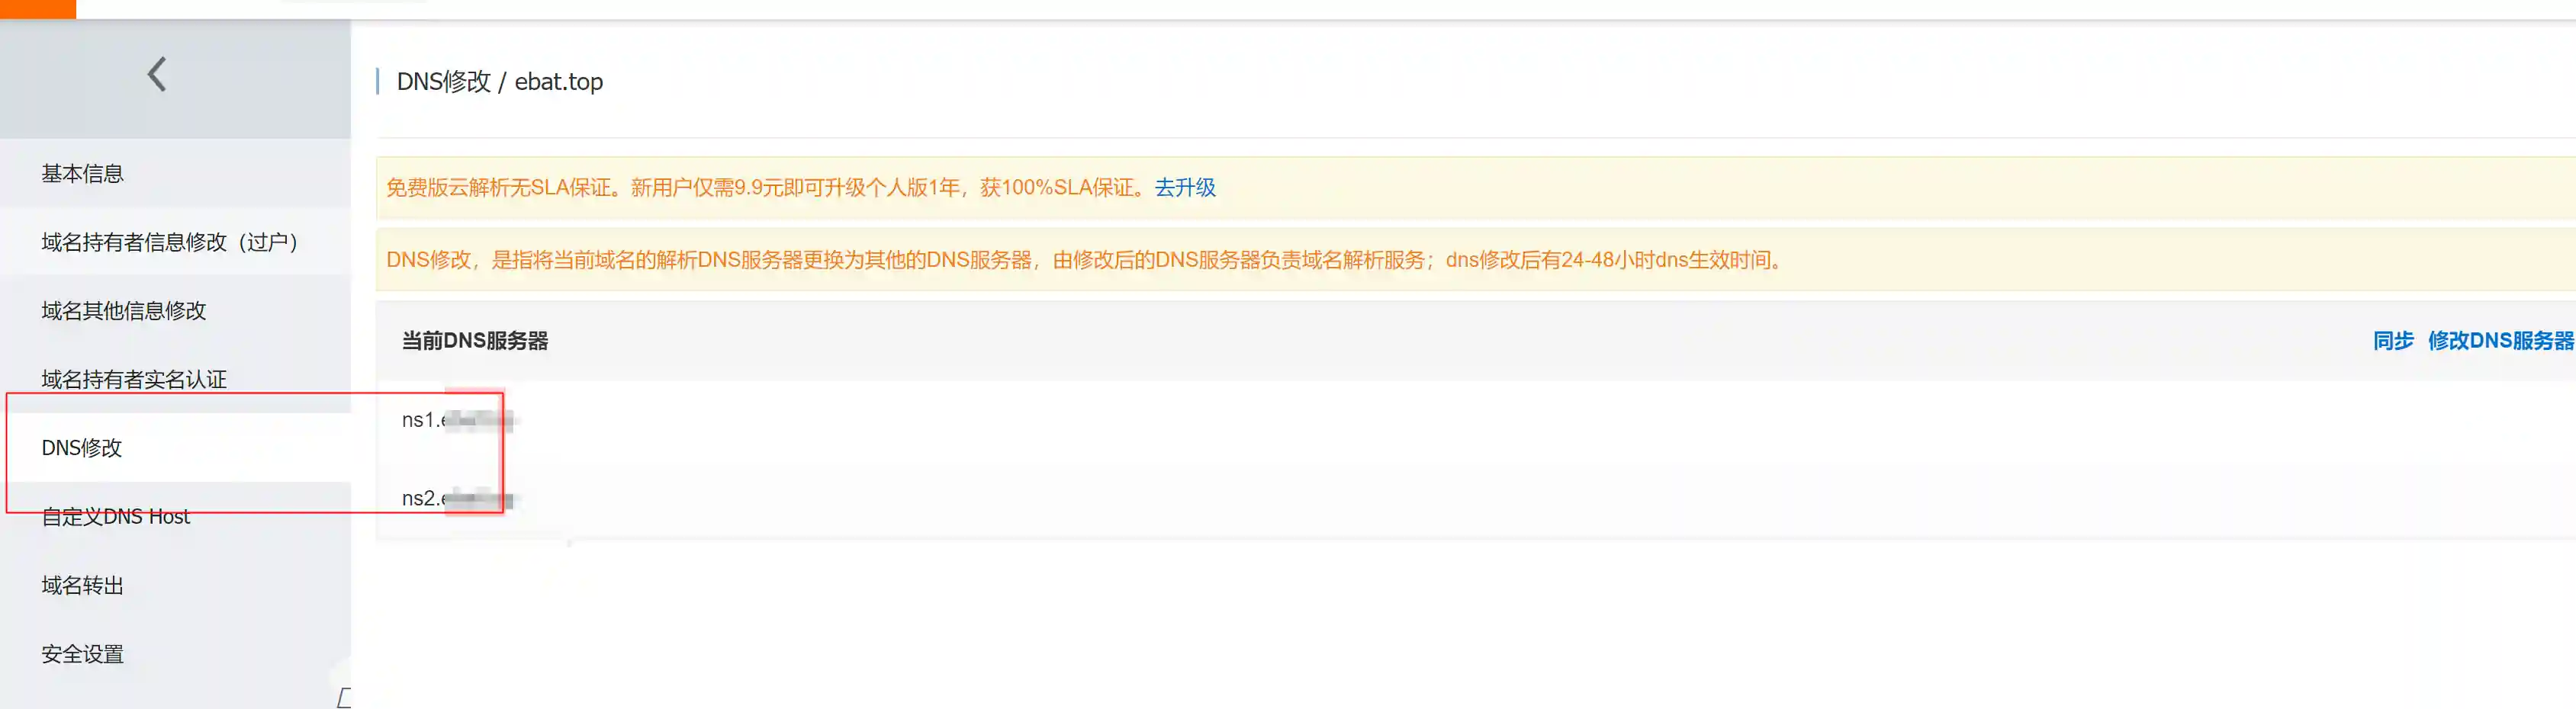 DNS修改 / ebat.top
基本信息
域名持有者信息修改（过户）
域名其他信息修改
域名持有者实名认证
DNS修改
自定义DNS Host
域名转出
安全设置
免费版云解析无SLA保证。新用户仅需9.9元即可升级个人版1年，获100%SLA保证。去升级
DNS修改，是指将当前域名的解析DNS服务器更换为其他的DNS服务器，由修改后的DNS服务器负责域名解析服务；dns修改后有24-48小时dns生效时间。
当前DNS服务器
同步 修改DNS服务器
ns1.
ns2.